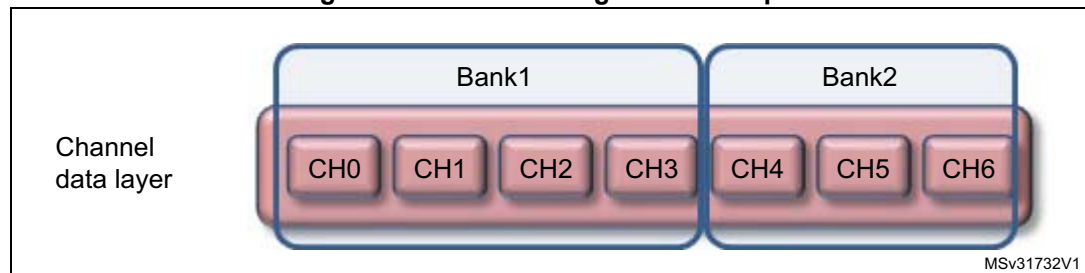 Bank1 Bank2
Channel
data layer
CH0 CH1 CH2 CH3 CH4 CH5 CH6
MSv31732V1